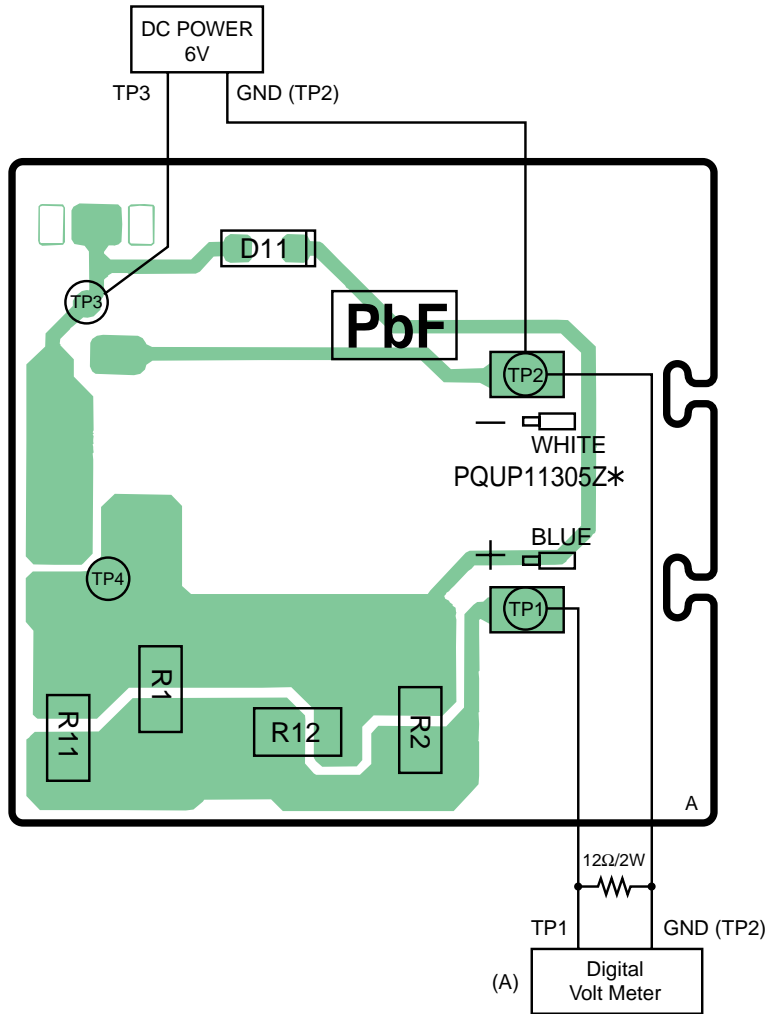 DC POWER
6V
TP3
GND (TP2)
D11
TP3
PbF
TP2
—
WHITE
PQUP11305Z*
+
BLUE
TP4
TP1
R1
R11
R12
R2
A
12Ω/2W
TP1
GND (TP2)
(A)
Digital
Volt Meter